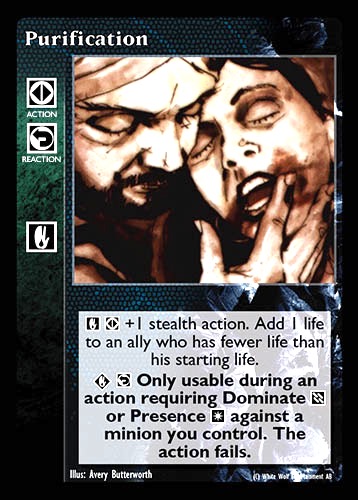 Purification
ACTION
REACTION
+1 stealth action. Add 1 life
to an ally who has fewer life than
his starting life.
Only usable during an
action requiring Dominate
or Presence against a
minion you control. The
action fails.
Illus: Avery Butterworth
(C) White Wolf Entertainment AB